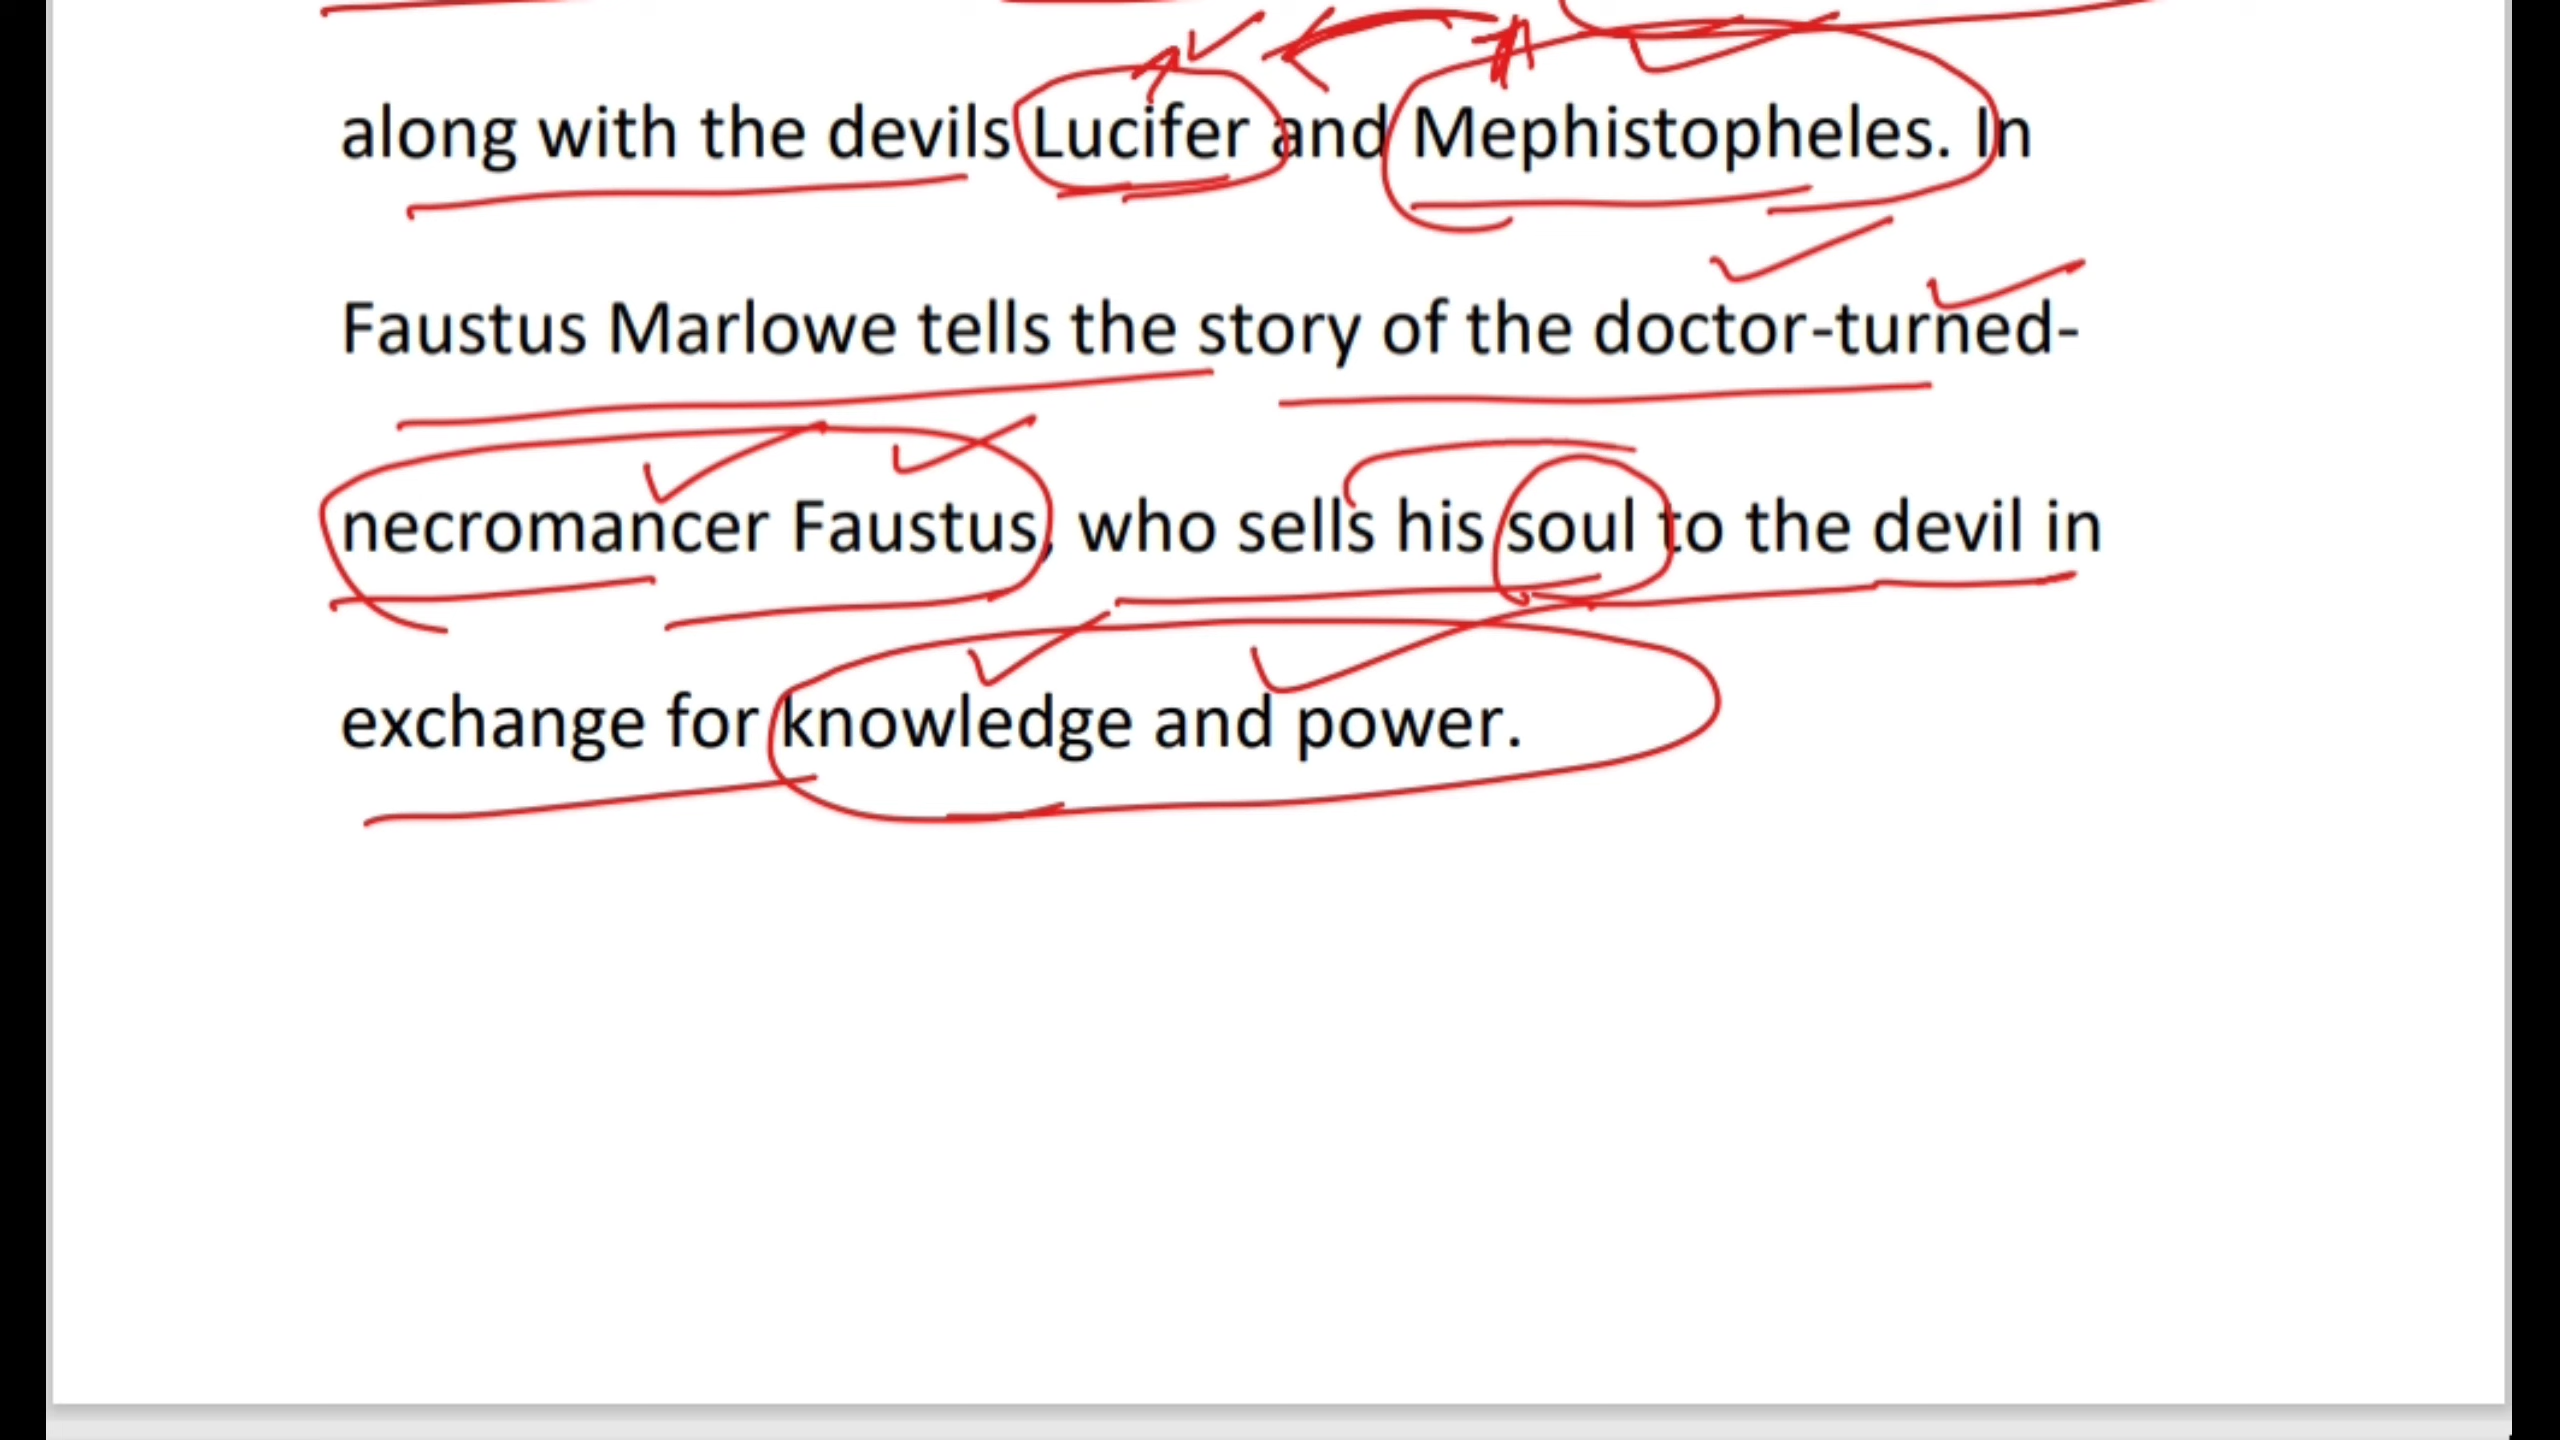 along with the devils Lucifer and Mephistopheles. In
Faustus Marlowe tells the story of the doctor-turned-
necromancer Faustus, who sells his soul to the devil in
exchange for knowledge and power.